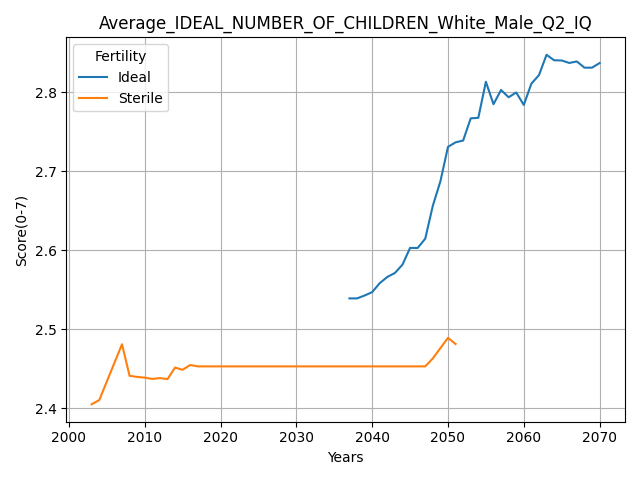 Average_IDEAL_NUMBER_OF_CHILDREN_White_Male_Q2_IQ
Fertility
Ideal
Sterile
Score(0-7)
2.8
2.7
2.6
2.5
2.4
2000 2010 2020 2030 2040 2050 2060 2070
Years